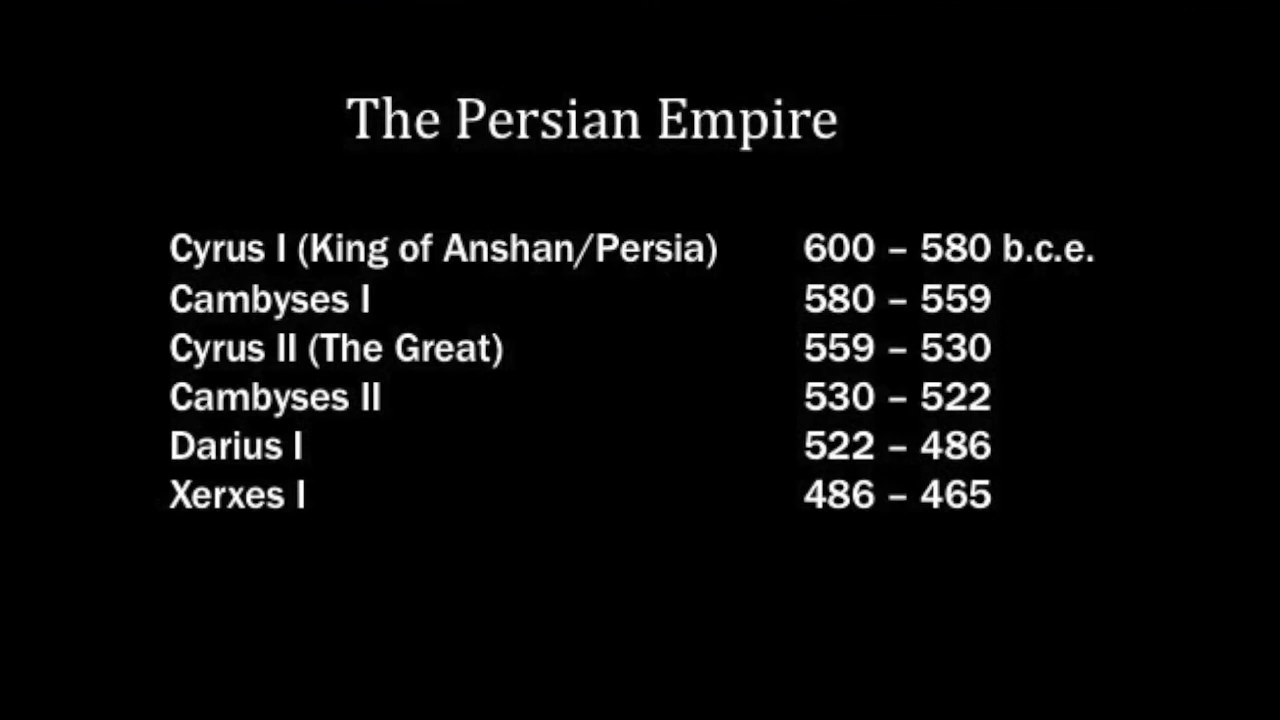 The Persian Empire
Cyrus I (King of Anshan/Persia) 600 – 580 b.c.e.
Cambyses I 580 – 559
Cyrus II (The Great) 559 – 530
Cambyses II 530 – 522
Darius I 522 – 486
Xerxes I 486 – 465